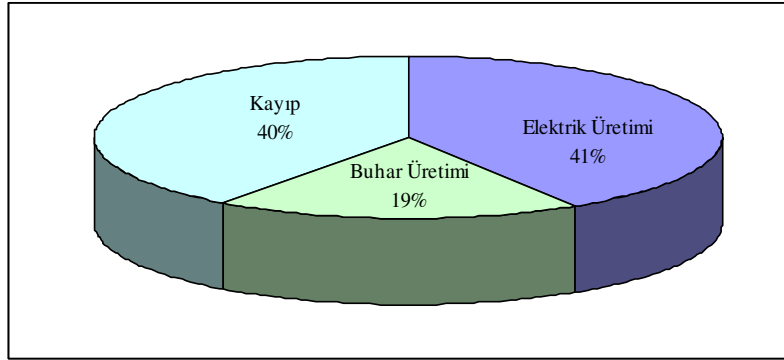 Kayıp
40%
Elektrik Üretimi
41%
Buhar Üretimi
19%